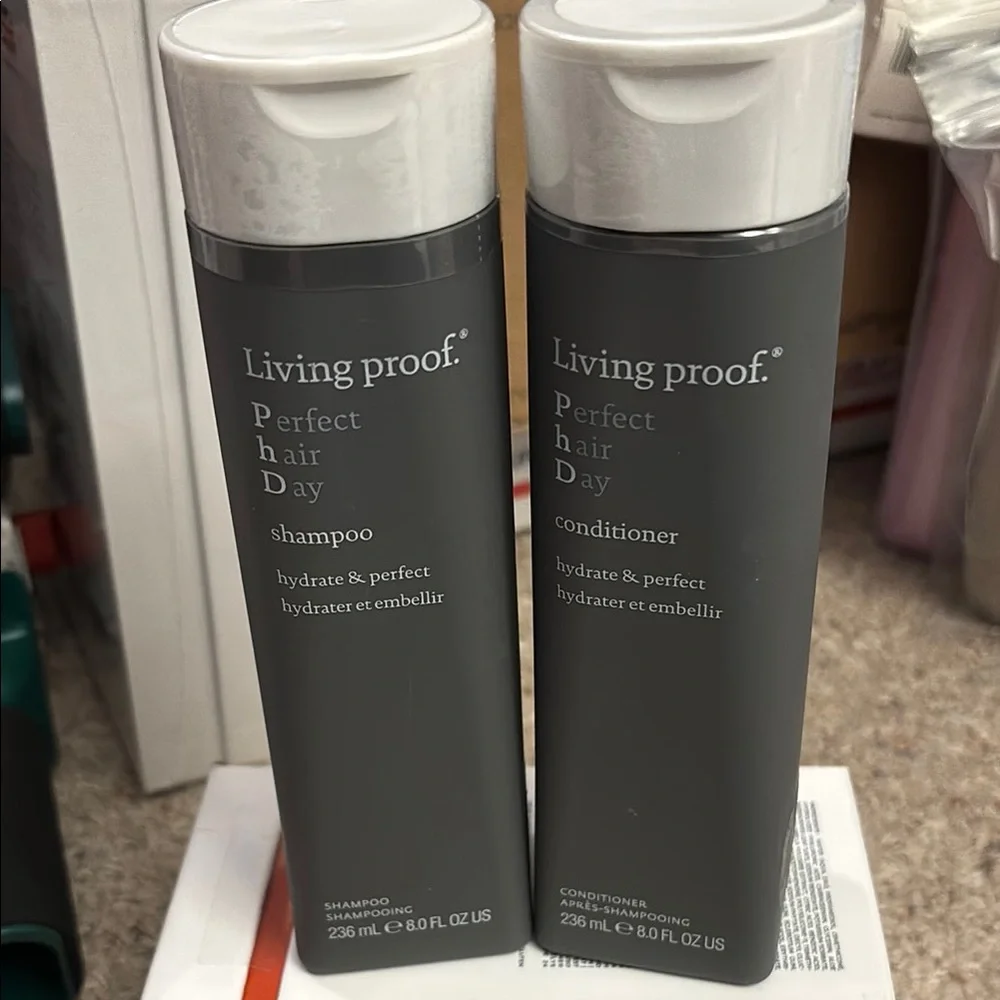 Living proof.®
Perfect
hair
Day
shampoo
hydrate & perfect
hydrater et embellir
SHAMPOO
SHAMPOOING
236 mL ℮ 8.0 FL OZ US
Living proof.®
Perfect
hair
Day
conditioner
hydrate & perfect
hydrater et embellir
CONDITIONER
APRÈS-SHAMPOOING
236 mL ℮ 8.0 FL OZ US